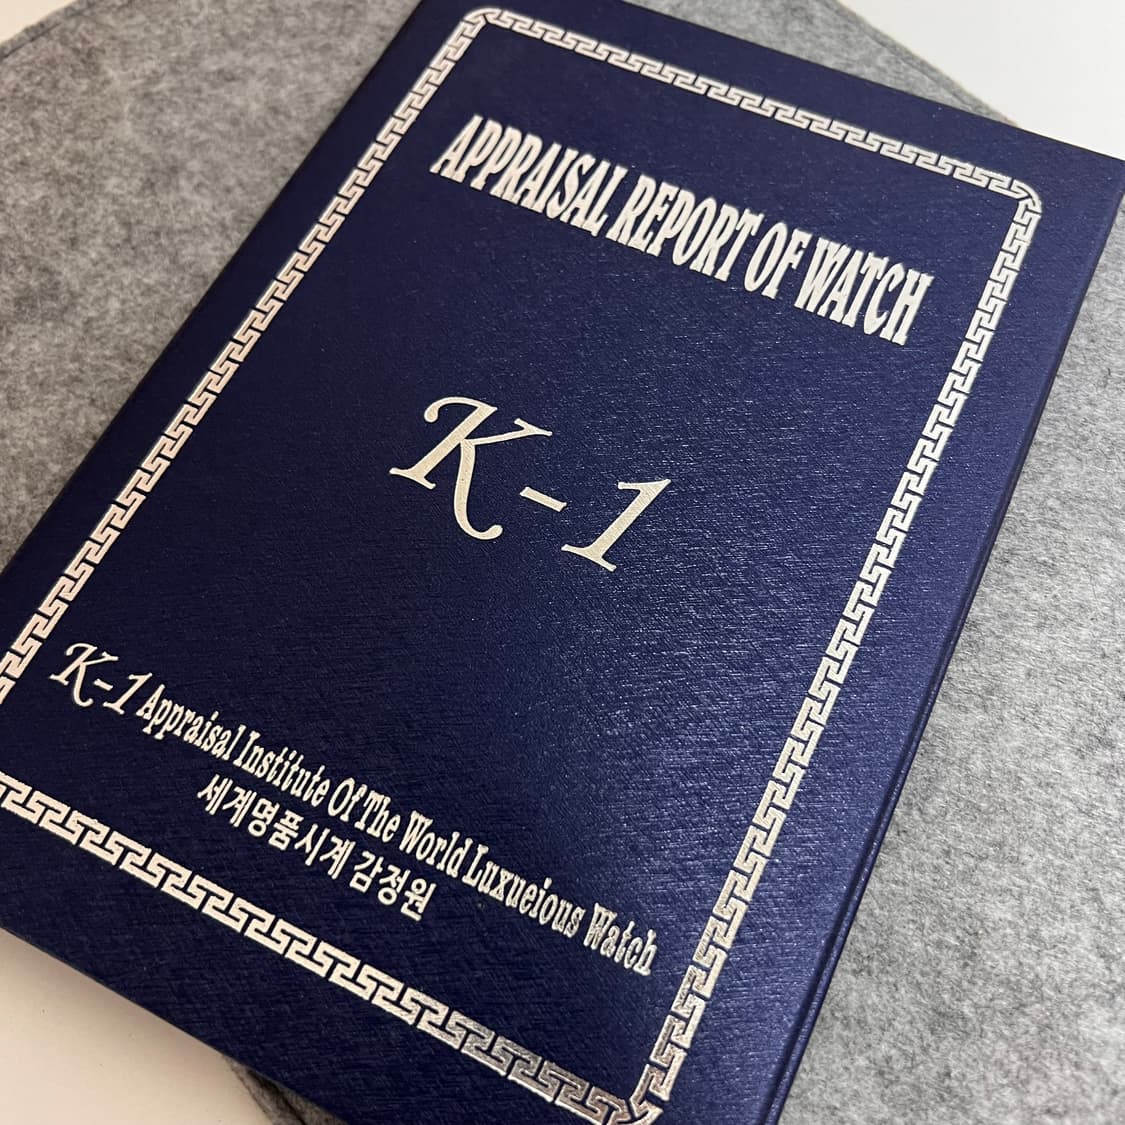 APPRAISAL REPORT OF WATCH
K-1
K-1 Appraisal Institute Of The World Luxueious Watch
세계명품시계 감정원